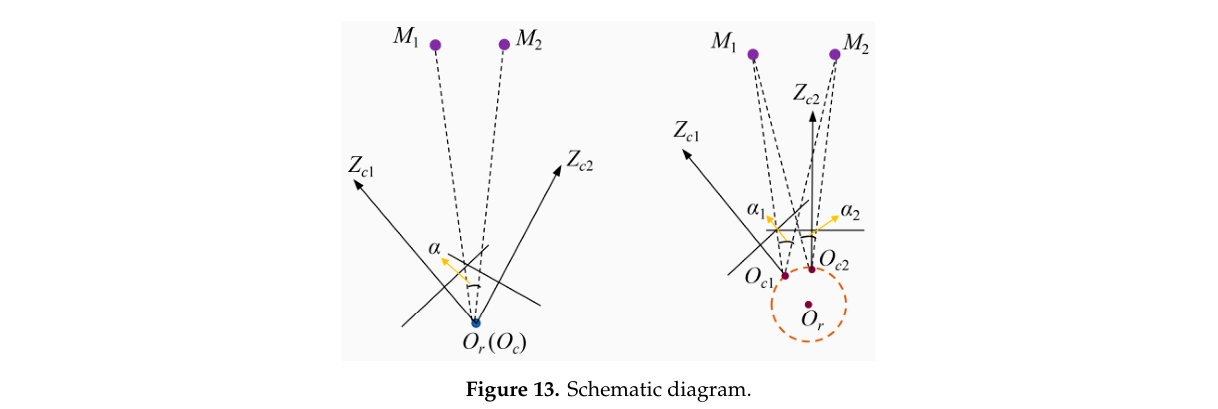 M1 M2
Zc1 Zc2
α
Or(Oc)
M1 M2
Zc2
Zc1
α1 α2
Oc1 Oc2
Or
Figure 13. Schematic diagram.